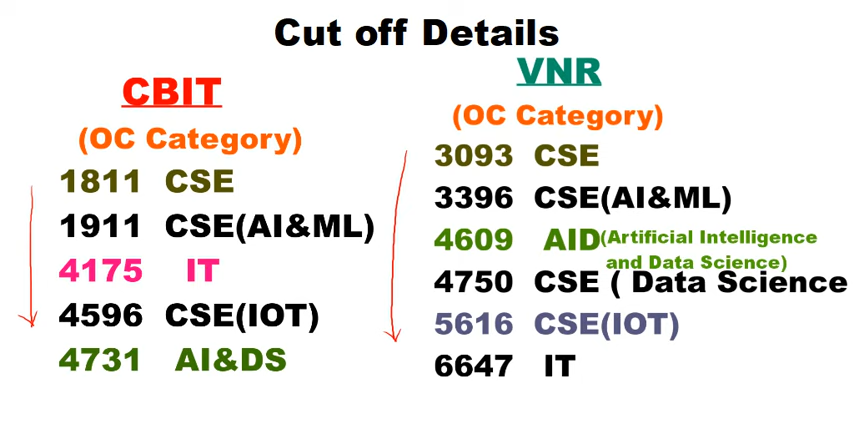 Cut off Details
CBIT
(OC Category)
1811 CSE
1911 CSE(AI&ML)
4175 IT
4596 CSE(IOT)
4731 AI&DS
VNR
(OC Category)
3093 CSE
3396 CSE(AI&ML)
4609 AID(Artificial Intelligence
and Data Science)
4750 CSE ( Data Science
5616 CSE(IOT)
6647 IT